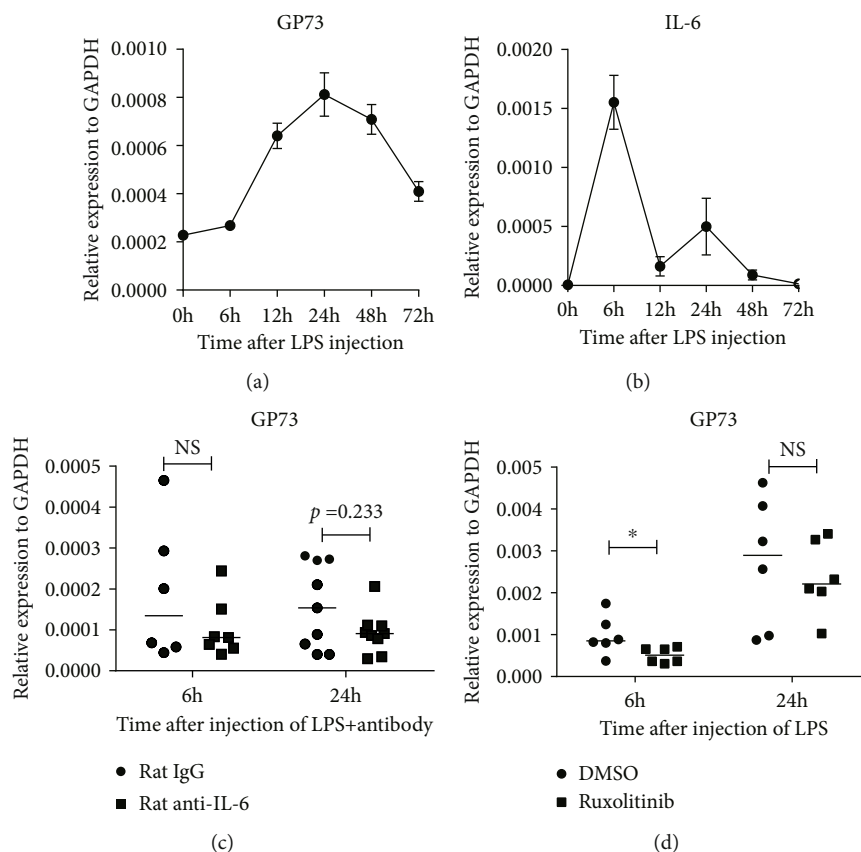 GP73
Relative expression to GAPDH
0.0010
0.0008
0.0006
0.0004
0.0002
0.0000
0h 6h 12h 24h 48h 72h
Time after LPS injection
(a)
IL-6
Relative expression to GAPDH
0.0020
0.0015
0.0010
0.0005
0.0000
0h 6h 12h 24h 48h 72h
Time after LPS injection
(b)
GP73
Relative expression to GAPDH
0.0005
0.0004
0.0003
0.0002
0.0001
0.0000
NS
p =0.233
6h 24h
Time after injection of LPS+antibody
Rat IgG
Rat anti-IL-6
(c)
GP73
Relative expression to GAPDH
0.005
0.004
0.003
0.002
0.001
0.000
*
NS
6h 24h
Time after injection of LPS
DMSO
Ruxolitinib
(d)